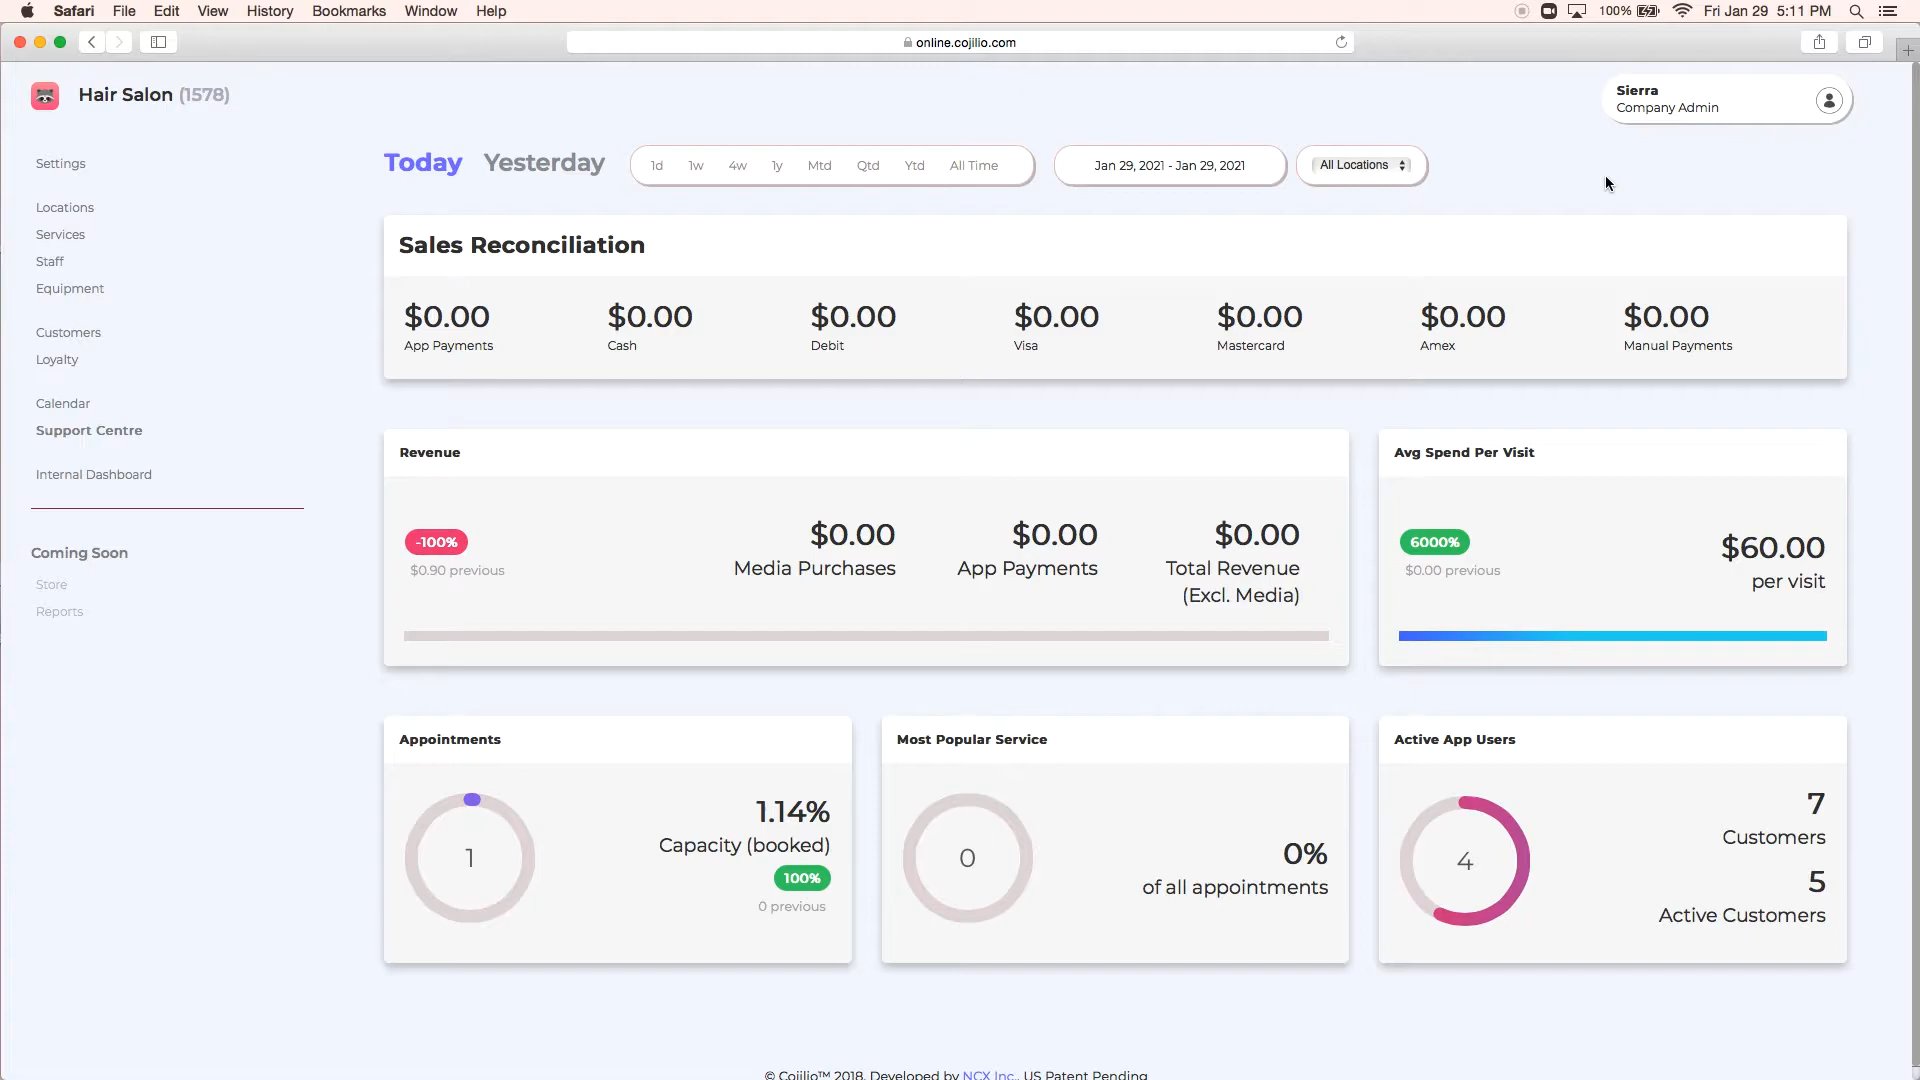 Safari File Edit View History Bookmarks Window Help 100% Fri Jan 29 5:11 PM
online.cojilio.com
Hair Salon (1578)
Sierra
Company Admin
Settings
Locations
Services
Staff
Equipment
Customers
Loyalty
Calendar
Support Centre
Internal Dashboard
Coming Soon
Store
Reports
Today Yesterday 1d 1w 4w 1y Mtd Qtd Ytd All Time Jan 29, 2021 - Jan 29, 2021 All Locations
Sales Reconciliation
$0.00 $0.00 $0.00 $0.00 $0.00 $0.00 $0.00
App Payments Cash Debit Visa Mastercard Amex Manual Payments
Revenue
-100%
$0.90 previous
$0.00 $0.00 $0.00
Media Purchases App Payments Total Revenue
(Excl. Media)
Avg Spend Per Visit
6000%
$0.00 previous
$60.00
per visit
Appointments
1
1.14%
Capacity (booked)
100%
0 previous
Most Popular Service
0
0%
of all appointments
Active App Users
4
7
Customers
5
Active Customers
© Cojilio™ 2018. Developed by NCX Inc.. US Patent Pending